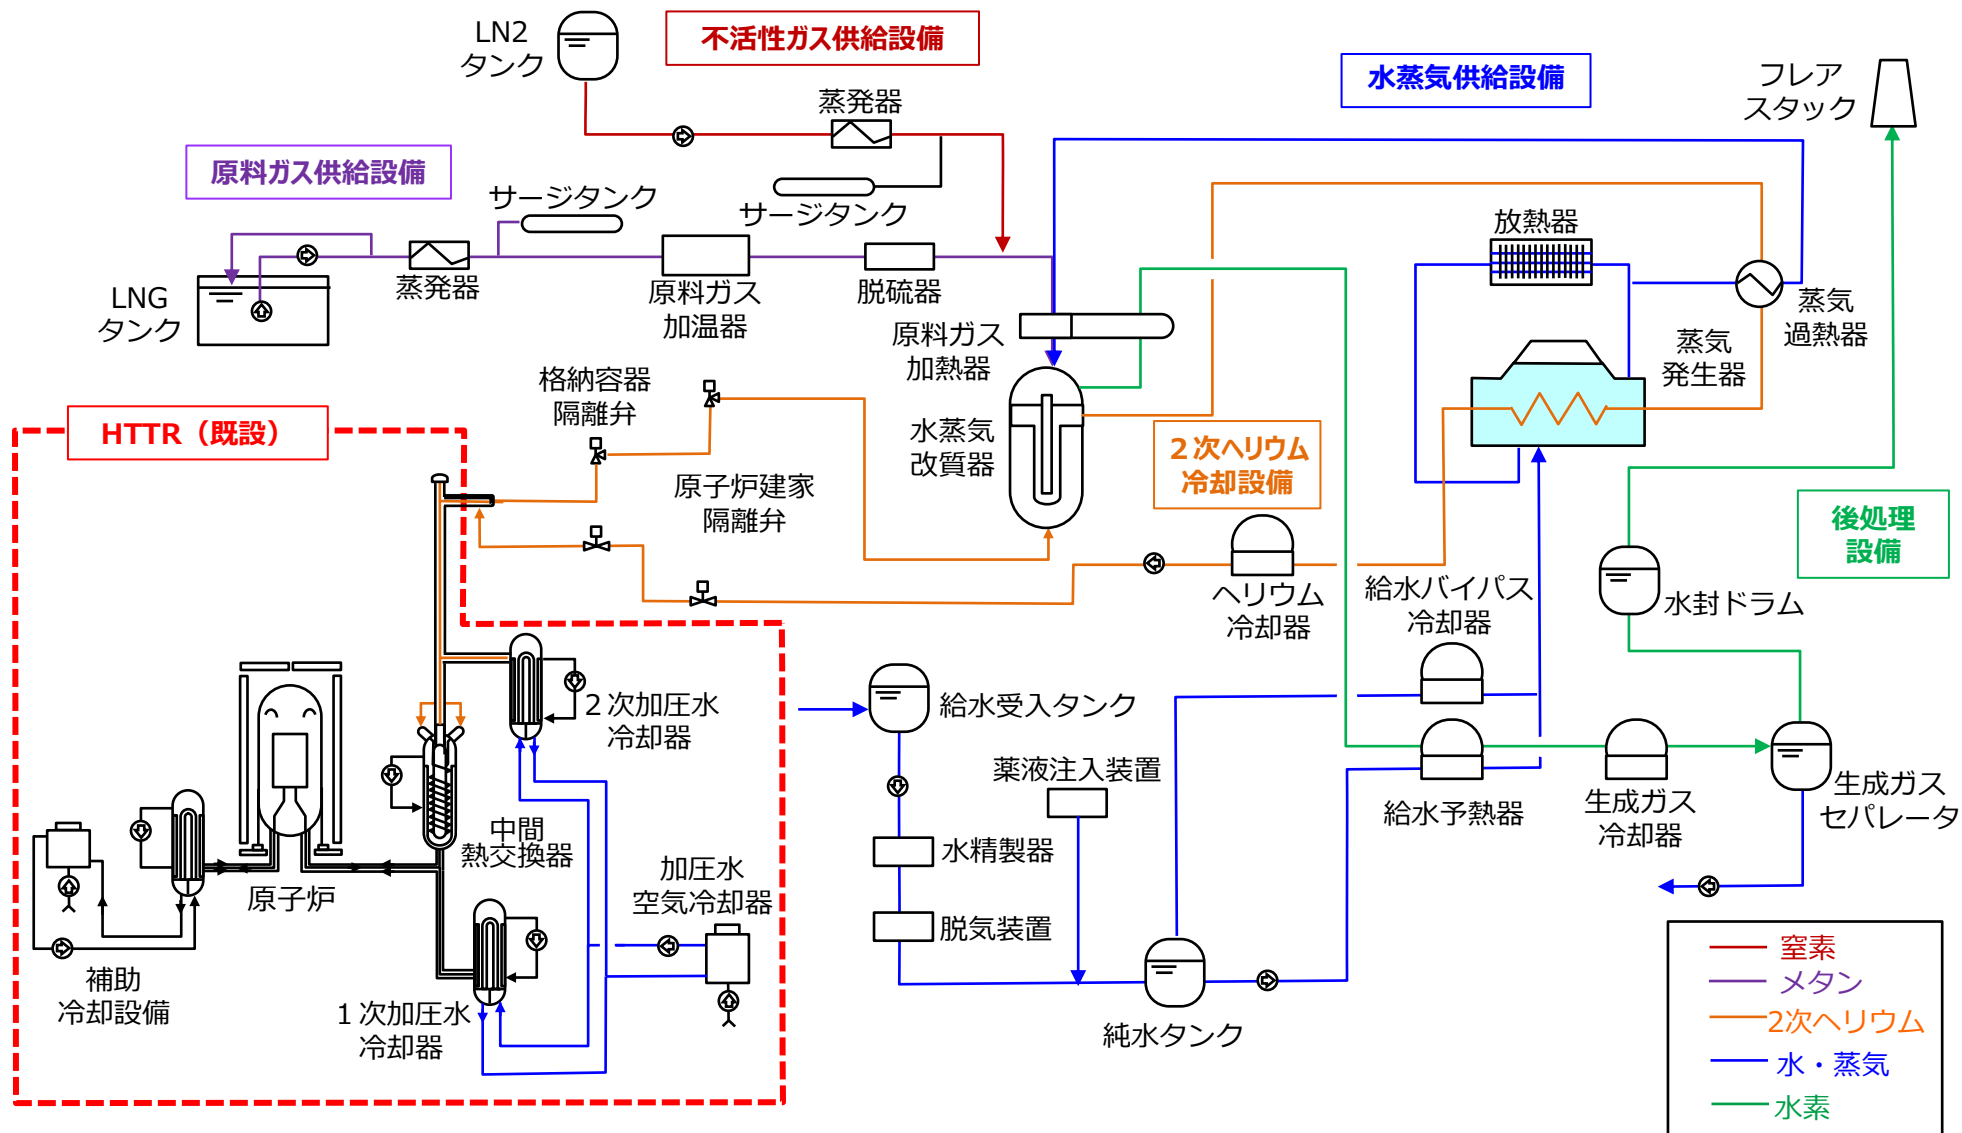 LN2
タンク
不活性ガス供給設備
水蒸気供給設備
フレア
スタック
蒸発器
原料ガス供給設備
サージタンク
サージタンク
放熱器
LNG
タンク
蒸発器
原料ガス
加温器
脱硫器
原料ガス
加熱器
蒸気
過熱器
蒸気
発生器
格納容器
隔離弁
HTTR（既設）
水蒸気
改質器
２次ヘリウム
冷却設備
原子炉建家
隔離弁
後処理
設備
ヘリウム
冷却器
給水バイパス
冷却器
水封ドラム
２次加圧水
冷却器
給水受入タンク
薬液注入装置
給水予熱器
生成ガス
冷却器
生成ガス
セパレータ
中間
熱交換器
水精製器
原子炉
加圧水
空気冷却器
脱気装置
補助
冷却設備
１次加圧水
冷却器
純水タンク
窒素
メタン
2次ヘリウム
水・蒸気
水素